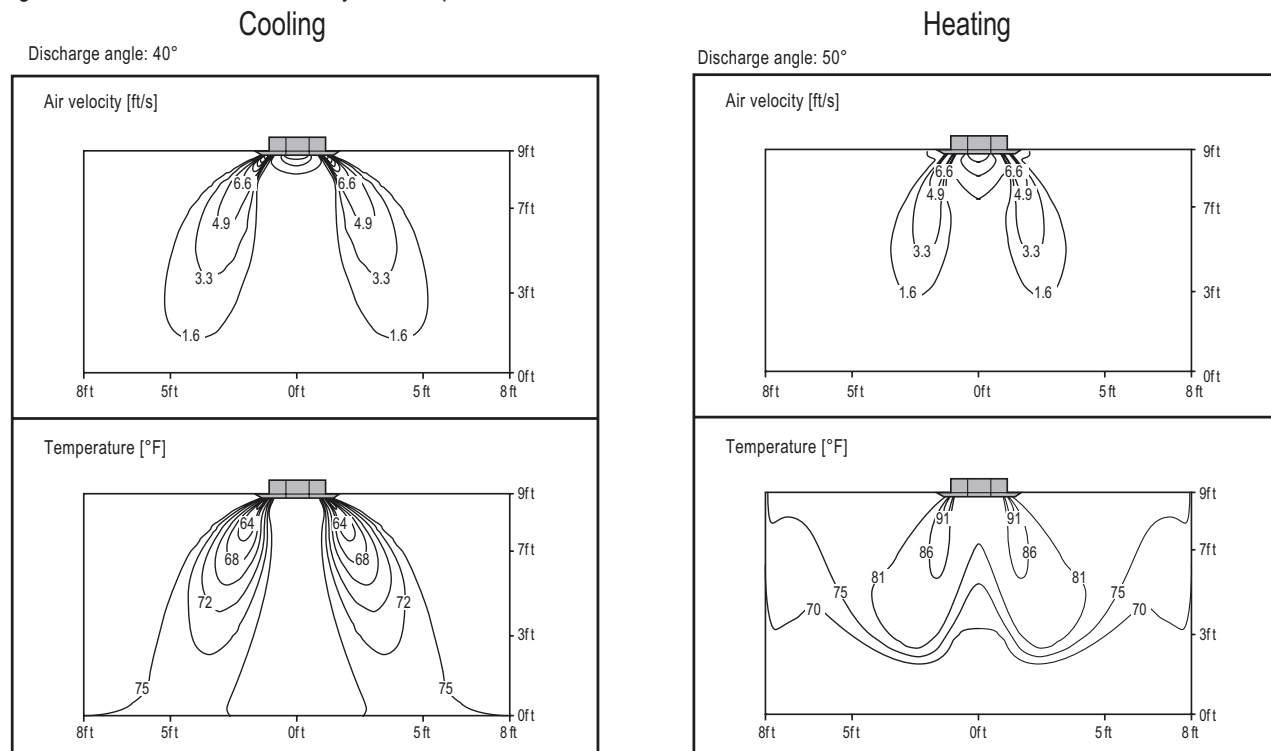 Cooling
Heating
Discharge angle: 40°
Discharge angle: 50°
Air velocity [ft/s]
9ft
7ft
3ft
0ft
6.6
6.6
4.9
4.9
3.3
3.3
1.6
1.6
8ft
5ft
0ft
5ft
8ft
Air velocity [ft/s]
9ft
7ft
3ft
0ft
6.6
6.6
4.9
4.9
3.3
3.3
1.6
1.6
8ft
5ft
0ft
5ft
8ft
Temperature [°F]
9ft
7ft
3ft
0ft
64
64
68
68
72
72
75
75
8ft
5ft
0ft
5ft
8ft
Temperature [°F]
9ft
7ft
3ft
0ft
91
91
86
86
81
81
75
75
70
70
8ft
5ft
0ft
5ft
8ft